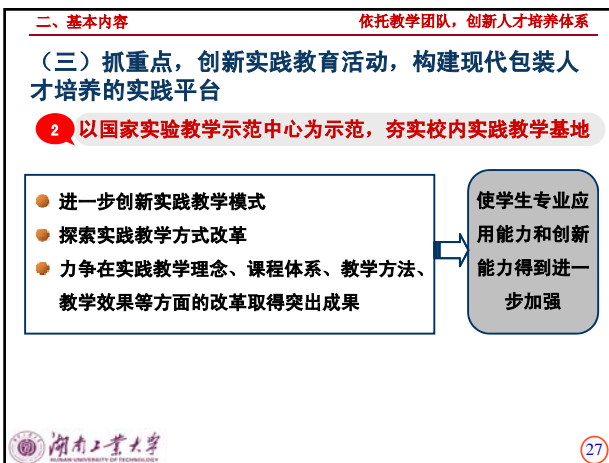 二、基本内容
依托教学团队，创新人才培养体系
（三）抓重点，创新实践教育活动，构建现代包装人
才培养的实践平台
2 以国家实验教学示范中心为示范，夯实校内实践教学基地
进一步创新实践教学模式
探索实践教学方式改革
力争在实践教学理念、课程体系、教学方法、
教学效果等方面的改革取得突出成果
使学生专业应
用能力和创新
能力得到进一
步加强
湖南工业大学
HUNAN UNIVERSITY OF TECHNOLOGY
27